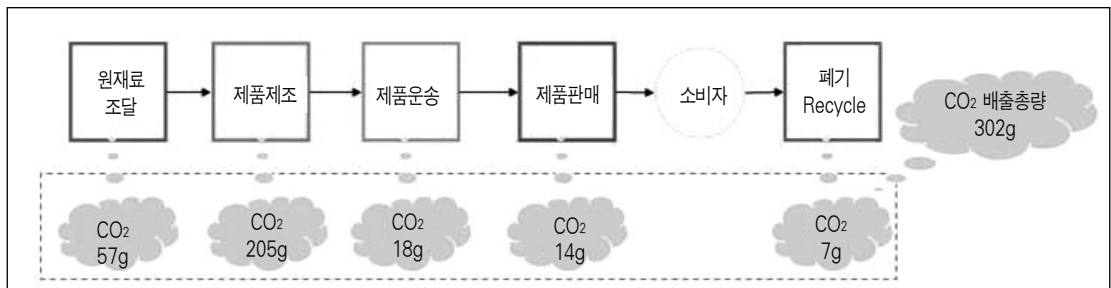 원재료
조달
제품제조
제품운송
제품판매
소비자
폐기
Recycle
CO₂ 배출총량
302g
CO₂
57g
CO₂
205g
CO₂
18g
CO₂
14g
CO₂
7g